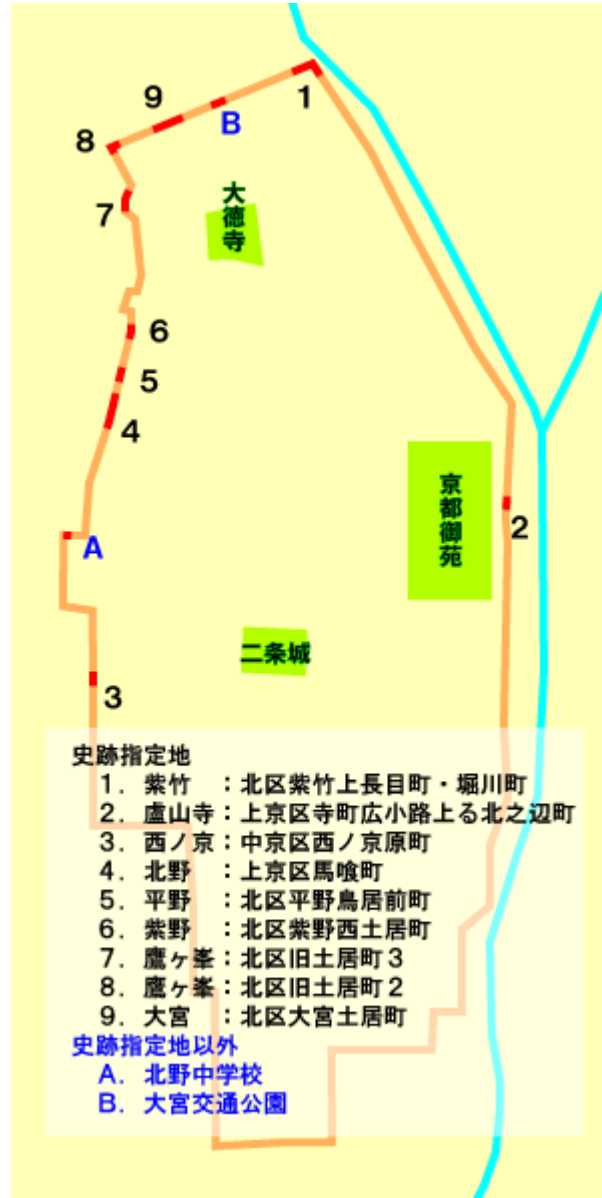 1
9
B
8
大徳寺
7
6
5
4
京都御苑
2
A
二条城
3
史跡指定地
1. 紫竹 :北区紫竹上長目町・堀川町
2. 盧山寺:上京区寺町広小路上る北之辺町
3. 西ノ京:中京区西ノ京原町
4. 北野 :上京区馬喰町
5. 平野 :北区平野鳥居前町
6. 紫野 :北区紫野西土居町
7. 鷹ヶ峯:北区旧土居町3
8. 鷹ヶ峯:北区旧土居町2
9. 大宮 :北区大宮土居町
史跡指定地以外
A. 北野中学校
B. 大宮交通公園